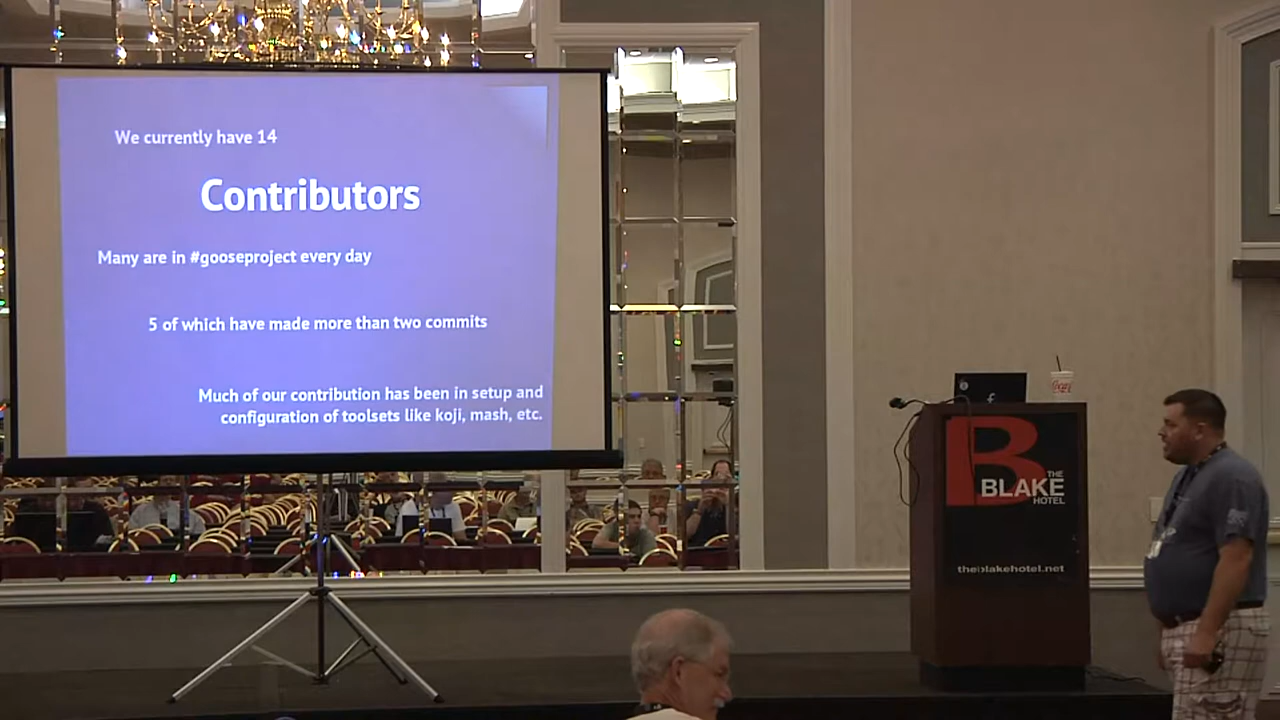 We currently have 14
Contributors
Many are in #gooseproject every day
5 of which have made more than two commits
Much of our contribution has been in setup and
configuration of toolsets like koji, mash, etc.
B
THE
BLAKE
HOTEL
theblakehotel.net
f